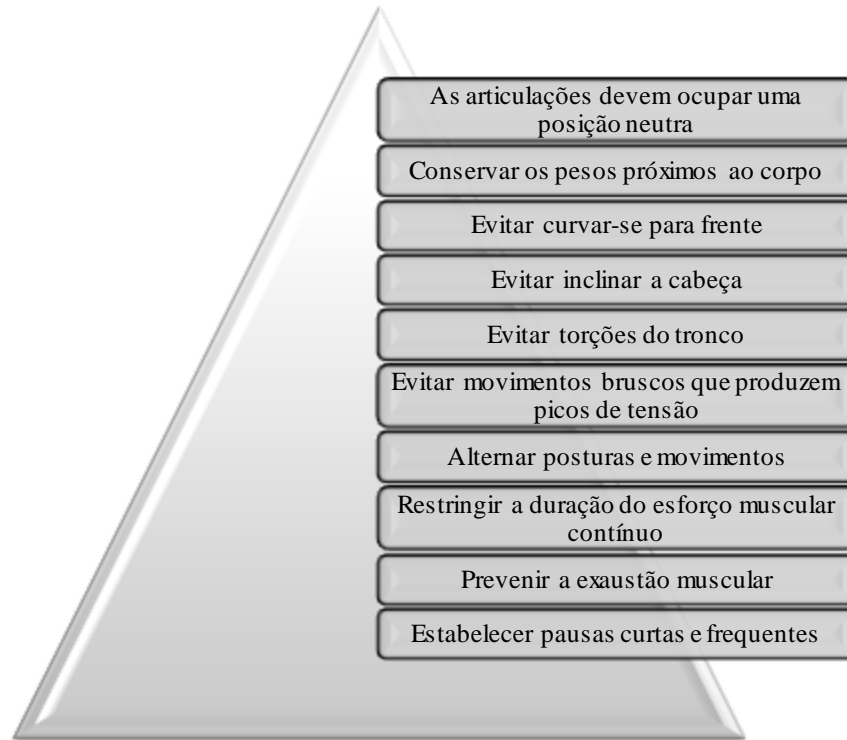 As articulações devem ocupar uma
posição neutra
Conservar os pesos próximos ao corpo
Evitar curvar-se para frente
Evitar inclinar a cabeça
Evitar torções do tronco
Evitar movimentos bruscos que produzem
picos de tensão
Alternar posturas e movimentos
Restringir a duração do esforço muscular
contínuo
Prevenir a exaustão muscular
Estabelecer pausas curtas e frequentes